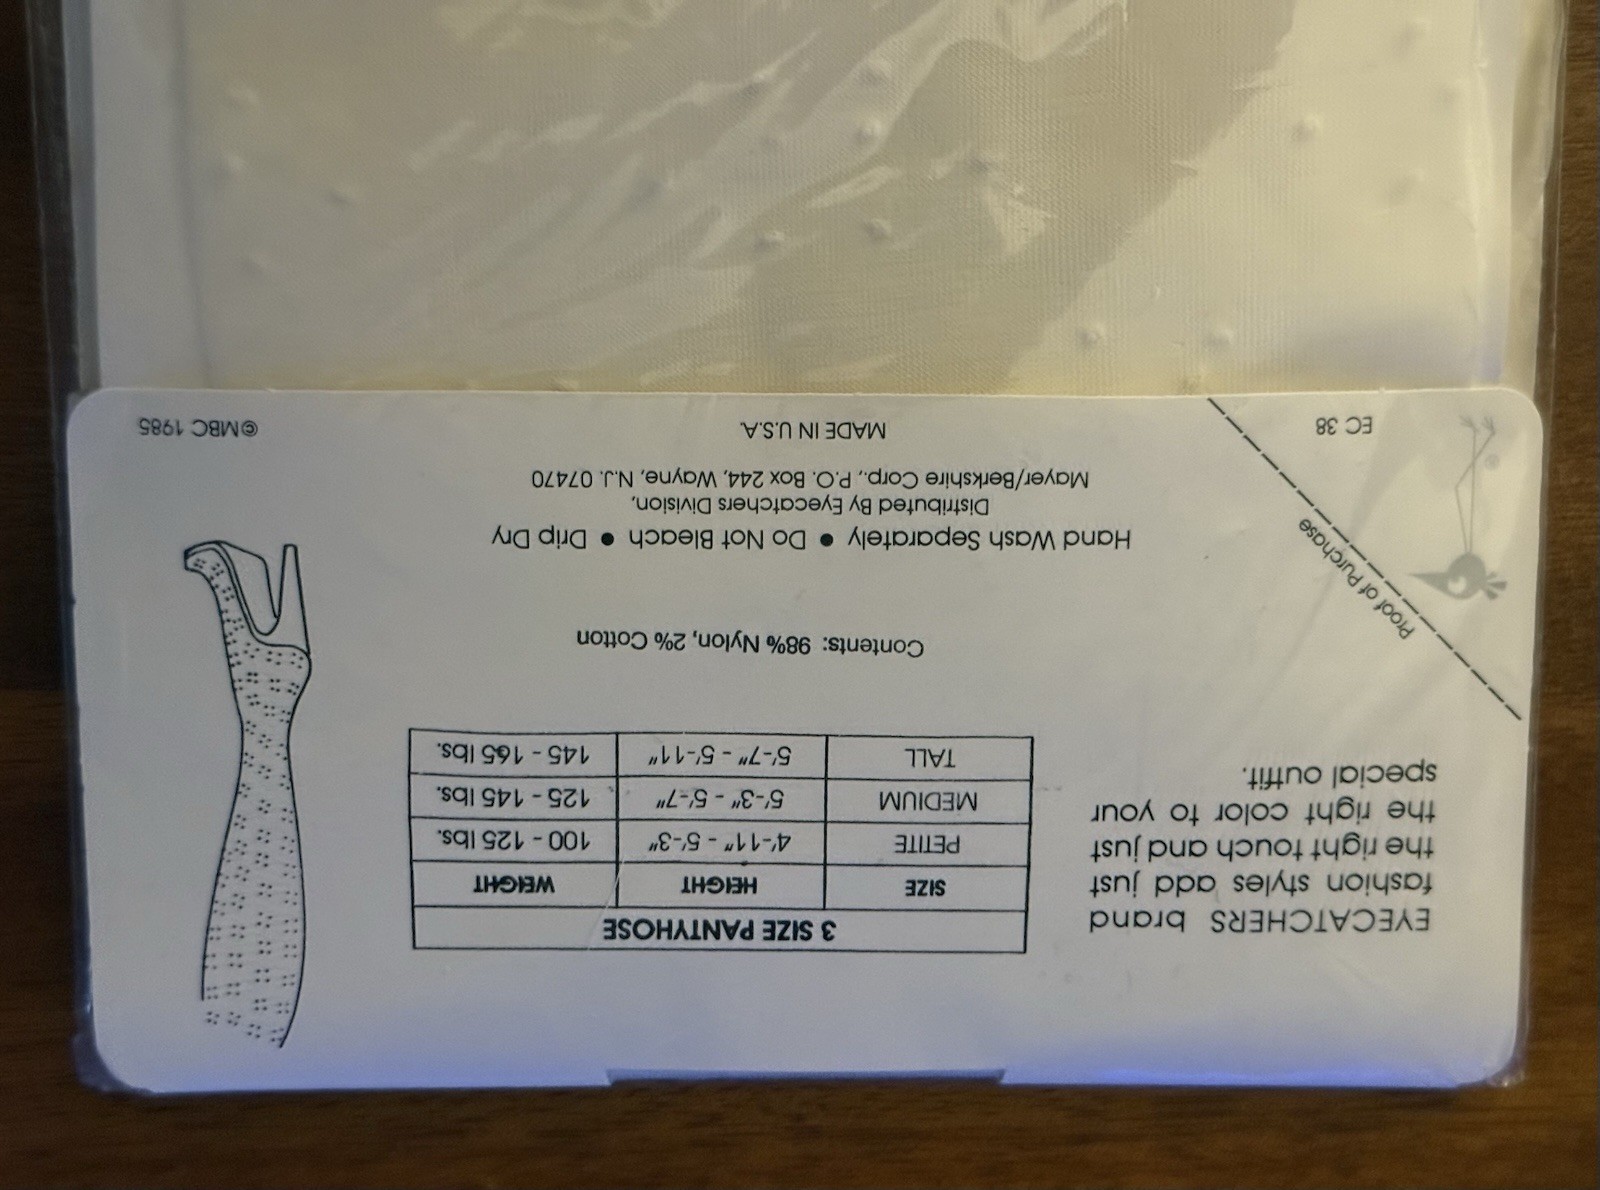 EYECATCHERS brand
fashion styles add just
the right touch and just
the right color to your
special outfit.
3 SIZE PANTYHOSE
SIZE HEIGHT WEIGHT
PETITE 4'-11" - 5'-3" 100 - 125 lbs.
MEDIUM 5'-3" - 5'-7" 125 - 145 lbs.
TALL 5'-7" - 5'-11" 145 - 165 lbs.
Contents: 98% Nylon, 2% Cotton
Hand Wash Separately • Do Not Bleach • Drip Dry
Distributed By Eyecatchers Division,
Mayer/Berkshire Corp., P.O. Box 244, Wayne, N.J. 07470
MADE IN U.S.A.
Proof of Purchase
EC 38
©MBC 1985